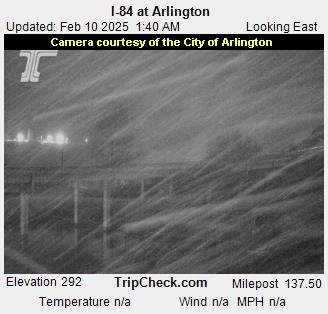 I-84 at Arlington
Updated: Feb 10 2025 1:40 AM Looking East
Camera courtesy of the City of Arlington
Elevation 292 TripCheck.com Milepost 137.50
Temperature n/a Wind n/a MPH n/a